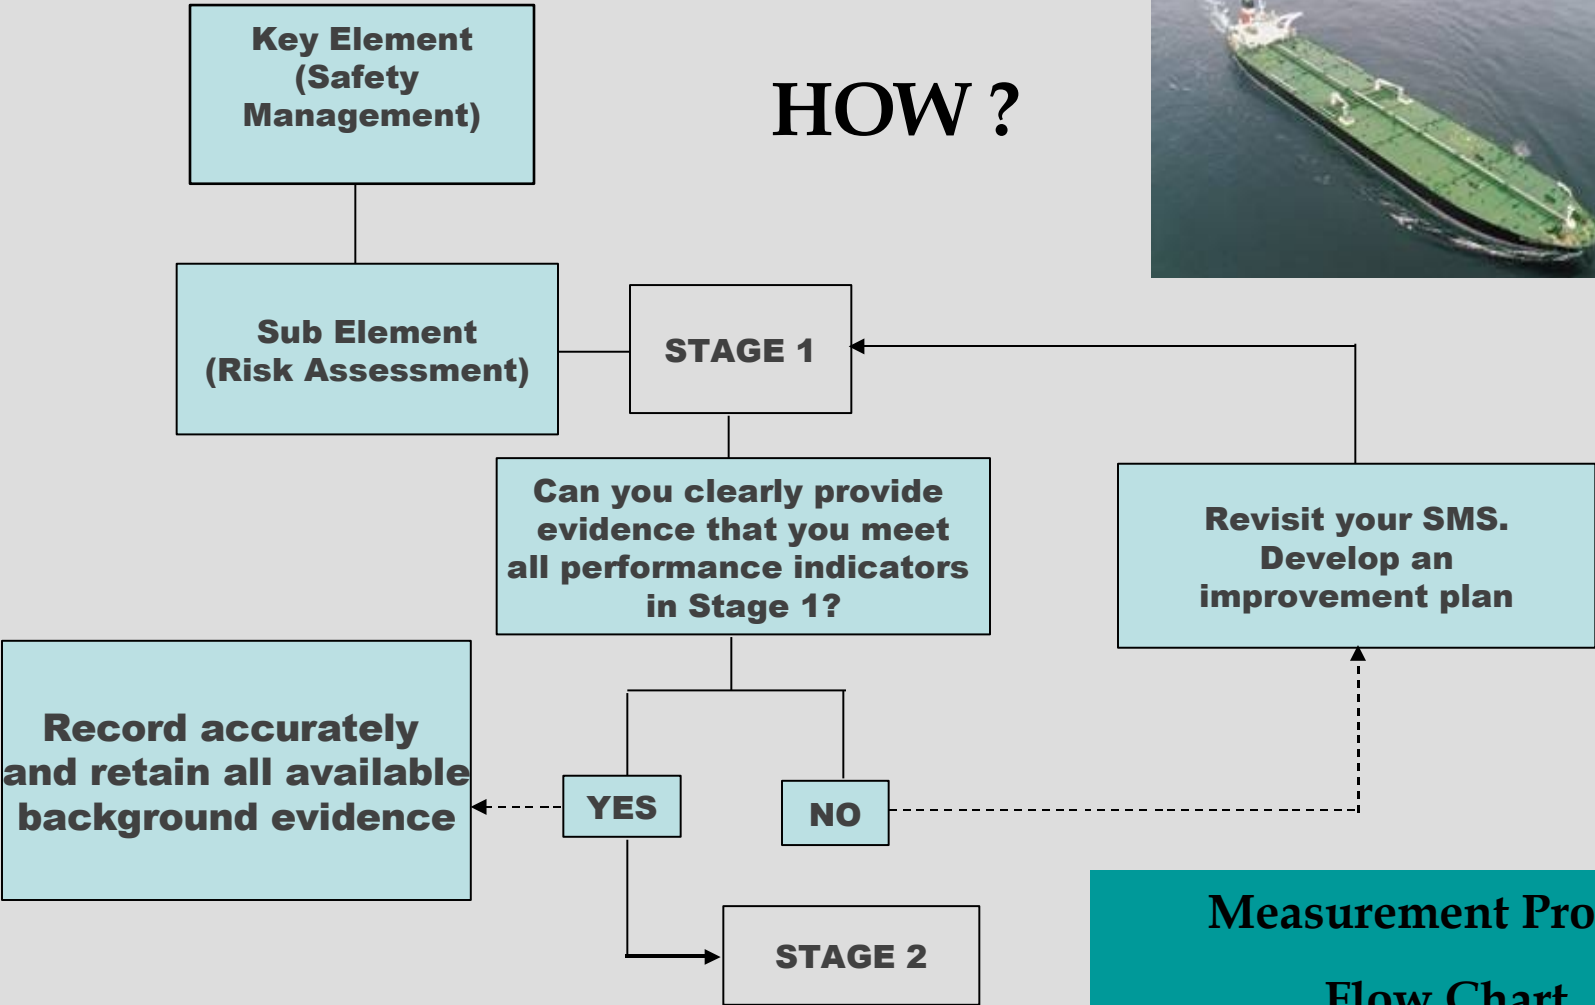 Key Element
(Safety
Management)
HOW ?
Sub Element
(Risk Assessment)
STAGE 1
Can you clearly provide
evidence that you meet
all performance indicators
in Stage 1?
Revisit your SMS.
Develop an
improvement plan
Record accurately
and retain all available
background evidence
YES
NO
STAGE 2
Measurement Pro
Flow Chart